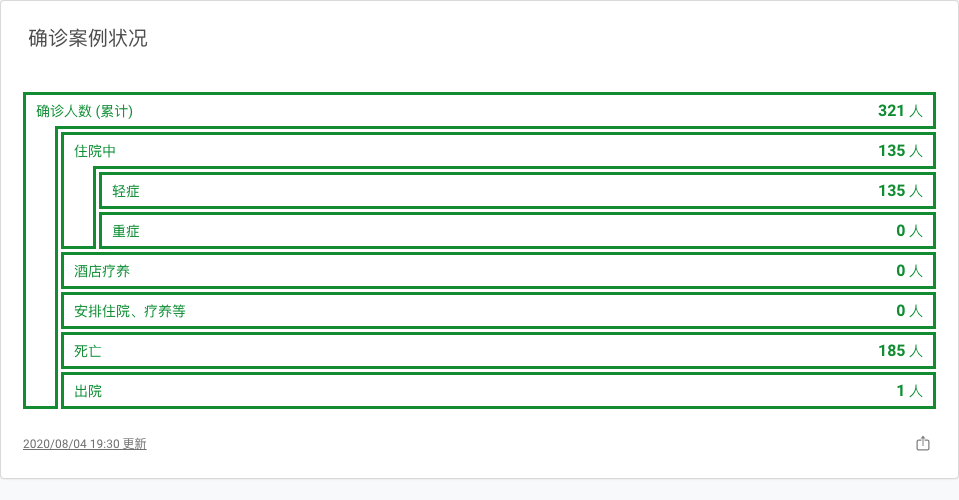 确诊案例状况
确诊人数 (累计) 321 人
住院中 135 人
轻症 135 人
重症 0 人
酒店疗养 0 人
安排住院、疗养等 0 人
死亡 185 人
出院 1 人
2020/08/04 19:30 更新